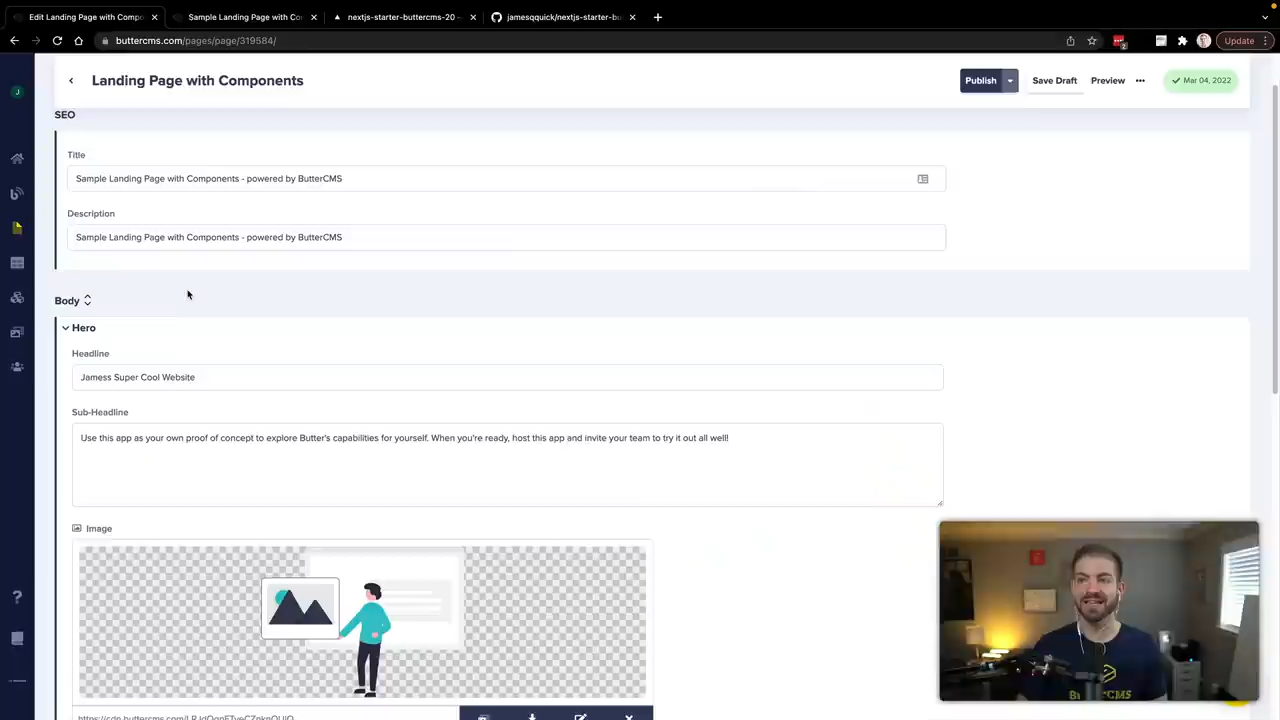 Edit Landing Page with Compo
Sample Landing Page with Con
nextjs-starter-buttercms-20 -
jamesqquick/nextjs-starter-bu
buttercms.com/pages/page/319584/
Update
J
Landing Page with Components
Publish
Save Draft
Preview
Mar 04, 2022
SEO
Title
Sample Landing Page with Components - powered by ButterCMS
Description
Sample Landing Page with Components - powered by ButterCMS
Body
Hero
Headline
Jamess Super Cool Website
Sub-Headline
Use this app as your own proof of concept to explore Butter's capabilities for yourself. When you're ready, host this app and invite your team to try it out all well!
Image